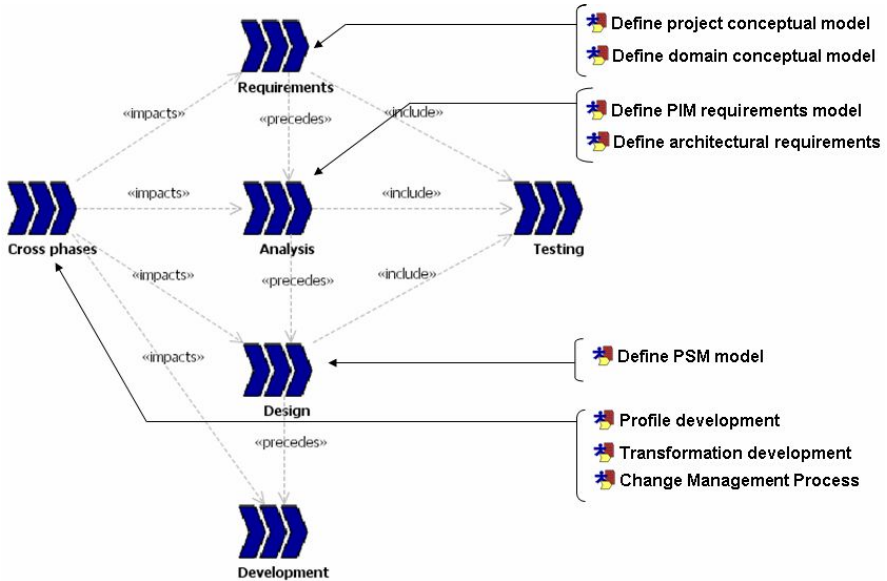 Define project conceptual model
Define domain conceptual model
Requirements
«impacts»
«precedes»
«include»
Define PIM requirements model
Define architectural requirements
«impacts»
«include»
Cross phases
Analysis
Testing
«impacts»
«precedes»
«include»
«impacts»
Define PSM model
Design
Profile development
«precedes»
Transformation development
Change Management Process
Development